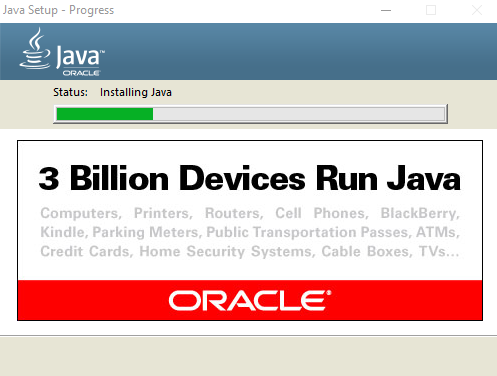 Java Setup - Progress
Java™
ORACLE
Status: Installing Java
3 Billion Devices Run Java
Computers, Printers, Routers, Cell Phones, BlackBerry,
Kindle, Parking Meters, Public Transportation Passes, ATMs,
Credit Cards, Home Security Systems, Cable Boxes, TVs...
ORACLE®